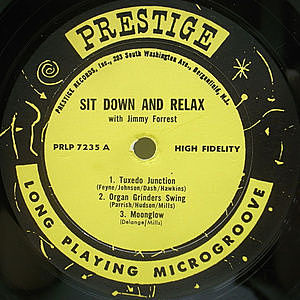 PRESTIGE
PRESTIGE RECORDS, Inc., 203 South Washington Ave., Bergenfield, N.J.
SIT DOWN AND RELAX
with Jimmy Forrest
PRLP 7235 A HIGH FIDELITY
1. Tuxedo Junction
(Feyne/Johnson/Dash/Hawkins)
2. Organ Grinders Swing
(Parrish/Hudson/Mills)
3. Moonglow
(Delange/Mills)
LONG PLAYING MICROGROOVE